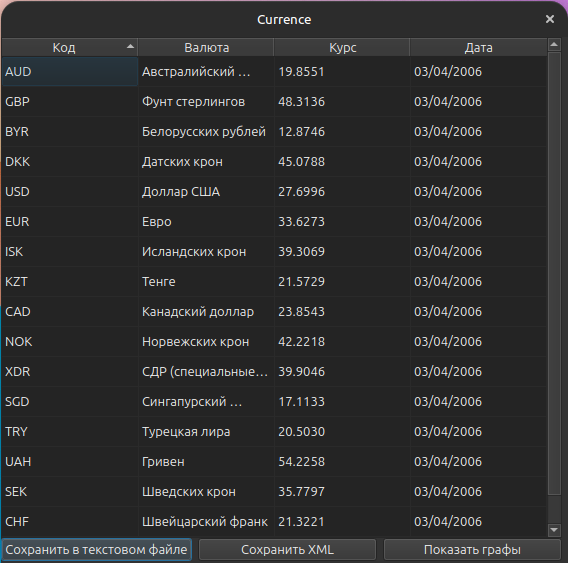 Currence
Код Валюта Курс Дата
AUD Австралийский … 19.8551 03/04/2006
GBP Фунт стерлингов 48.3136 03/04/2006
BYR Белорусских рублей 12.8746 03/04/2006
DKK Датских крон 45.0788 03/04/2006
USD Доллар США 27.6996 03/04/2006
EUR Евро 33.6273 03/04/2006
ISK Исландских крон 39.3069 03/04/2006
KZT Тенге 21.5729 03/04/2006
CAD Канадский доллар 23.8543 03/04/2006
NOK Норвежских крон 42.2218 03/04/2006
XDR СДР (специальные… 39.9046 03/04/2006
SGD Сингапурский … 17.1133 03/04/2006
TRY Турецкая лира 20.5030 03/04/2006
UAH Гривен 54.2258 03/04/2006
SEK Шведских крон 35.7797 03/04/2006
CHF Швейцарский франк 21.3221 03/04/2006
Сохранить в текстовом файле Сохранить XML Показать графы